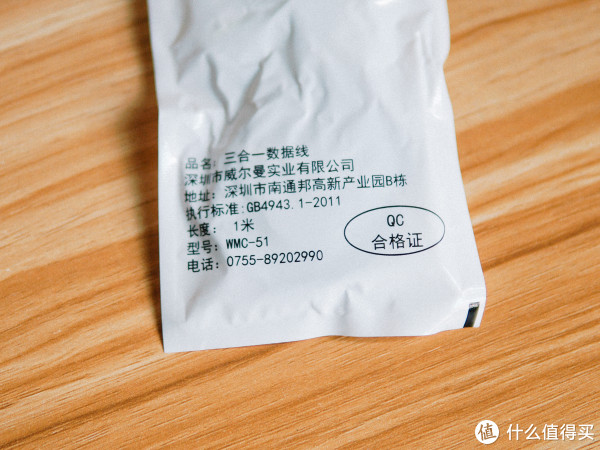 品名：三合一数据线
深圳市威尔曼实业有限公司
地址：深圳市南通邦高新产业园B栋
执行标准:GB4943.1-2011
长度： 1米
型号：WMC-51
电话：0755-89202990
QC
合格证
值 什么值得买